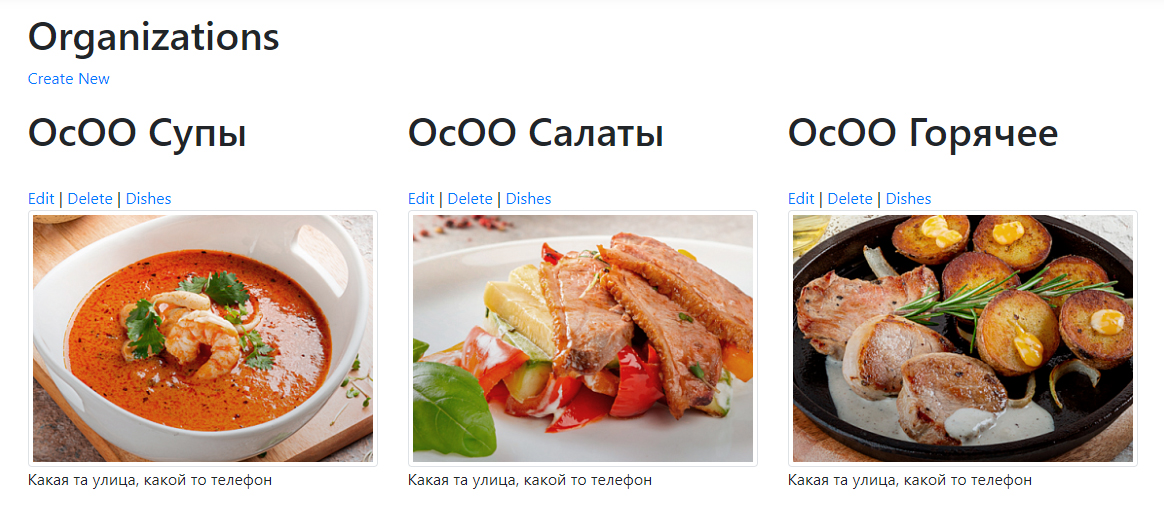 Organizations
Create New
ОсОО Супы
Edit | Delete | Dishes
Какая та улица, какой то телефон
ОсОО Салаты
Edit | Delete | Dishes
Какая та улица, какой то телефон
ОсОО Горячее
Edit | Delete | Dishes
Какая та улица, какой то телефон